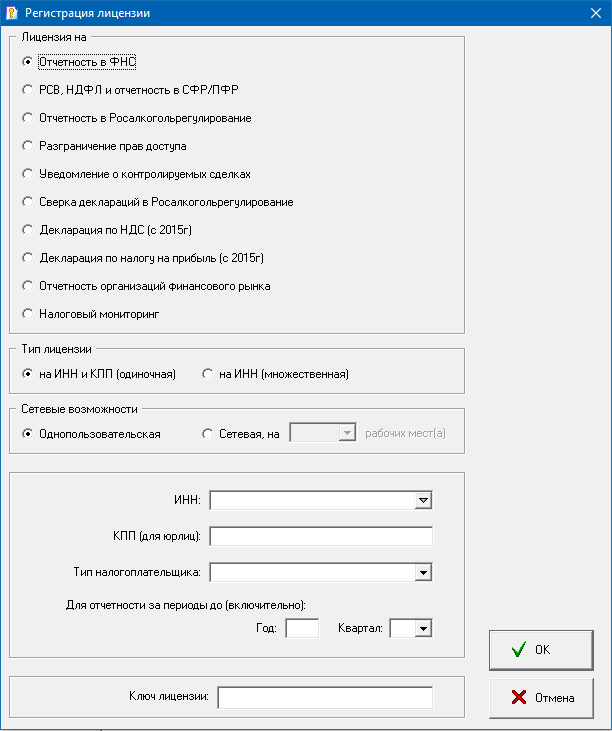 Регистрация лицензии
Лицензия на
Отчетность в ФНС
РСВ, НДФЛ и отчетность в СФР/ПФР
Отчетность в Росалкогольрегулирование
Разграничение прав доступа
Уведомление о контролируемых сделках
Сверка деклараций в Росалкогольрегулирование
Декларация по НДС (с 2015г)
Декларация по налогу на прибыль (с 2015г)
Отчетность организаций финансового рынка
Налоговый мониторинг
Тип лицензии
на ИНН и КПП (одиночная) на ИНН (множественная)
Сетевые возможности
Однопользовательская Сетевая, на рабочих мест(а)
ИНН:
КПП (для юрлиц):
Тип налогоплательщика:
Для отчетности за периоды до (включительно):
Год: Квартал:
Ключ лицензии:
OK
Отмена